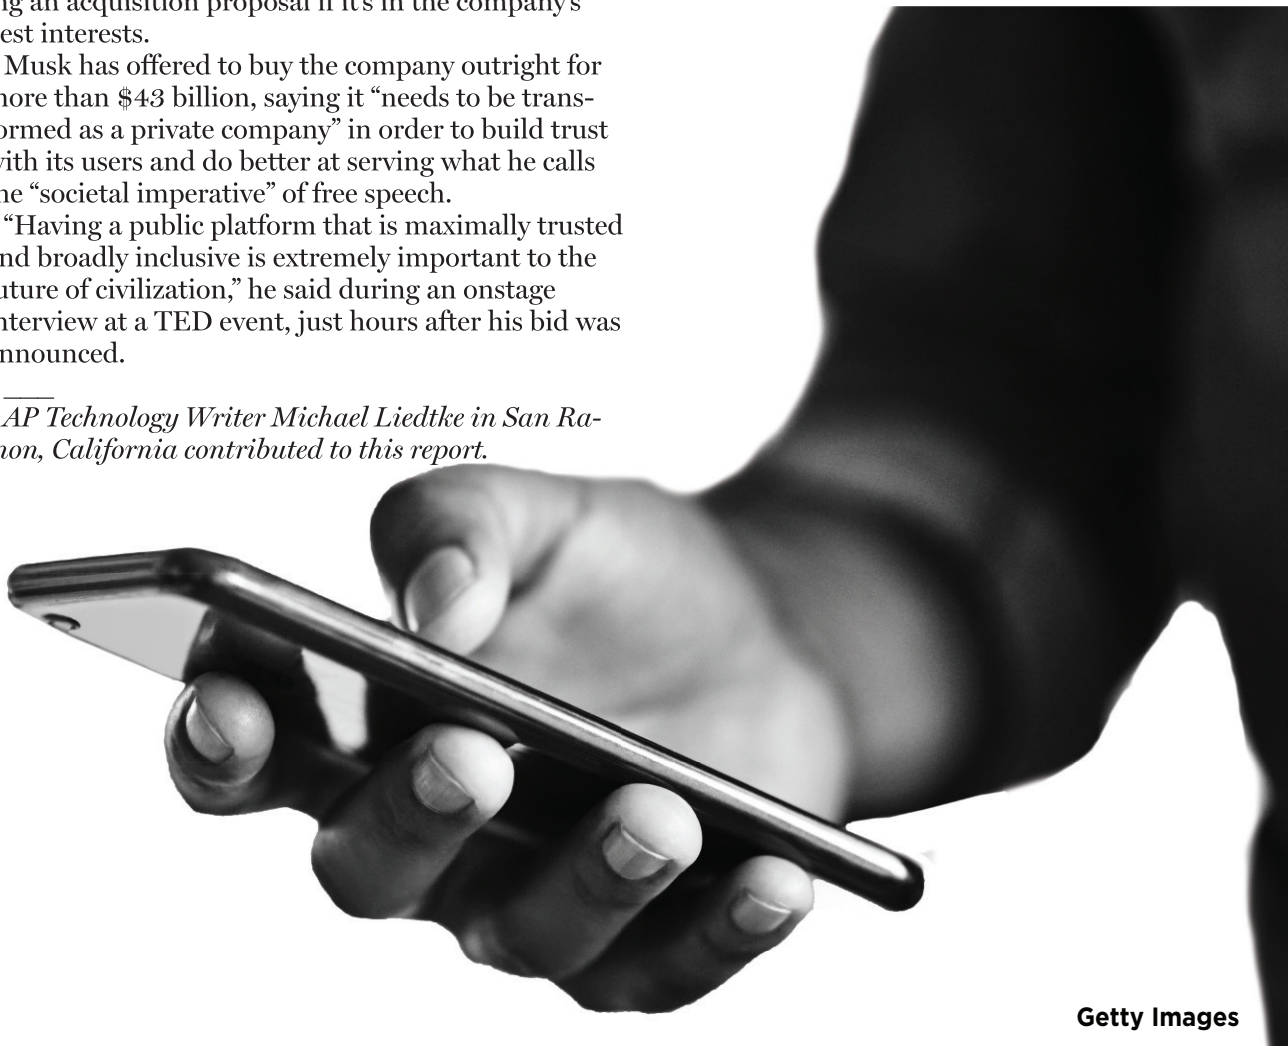 ng an acquisition proposal if it's in the company's
est interests.
Musk has offered to buy the company outright for
more than $43 billion, saying it “needs to be trans-
ormed as a private company” in order to build trust
with its users and do better at serving what he calls
he “societal imperative” of free speech.
“Having a public platform that is maximally trusted
nd broadly inclusive is extremely important to the
uture of civilization,” he said during an onstage
nterview at a TED event, just hours after his bid was
nnounced.
AP Technology Writer Michael Liedtke in San Ra-
mon, California contributed to this report.
Getty Images